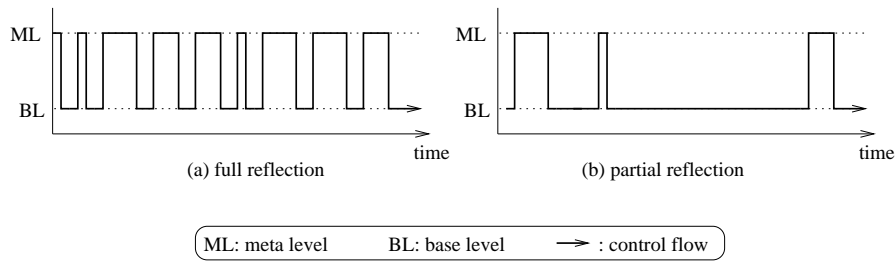 ML
BL
time
(a) full reflection
ML
BL
time
(b) partial reflection
ML: meta level BL: base level : control flow